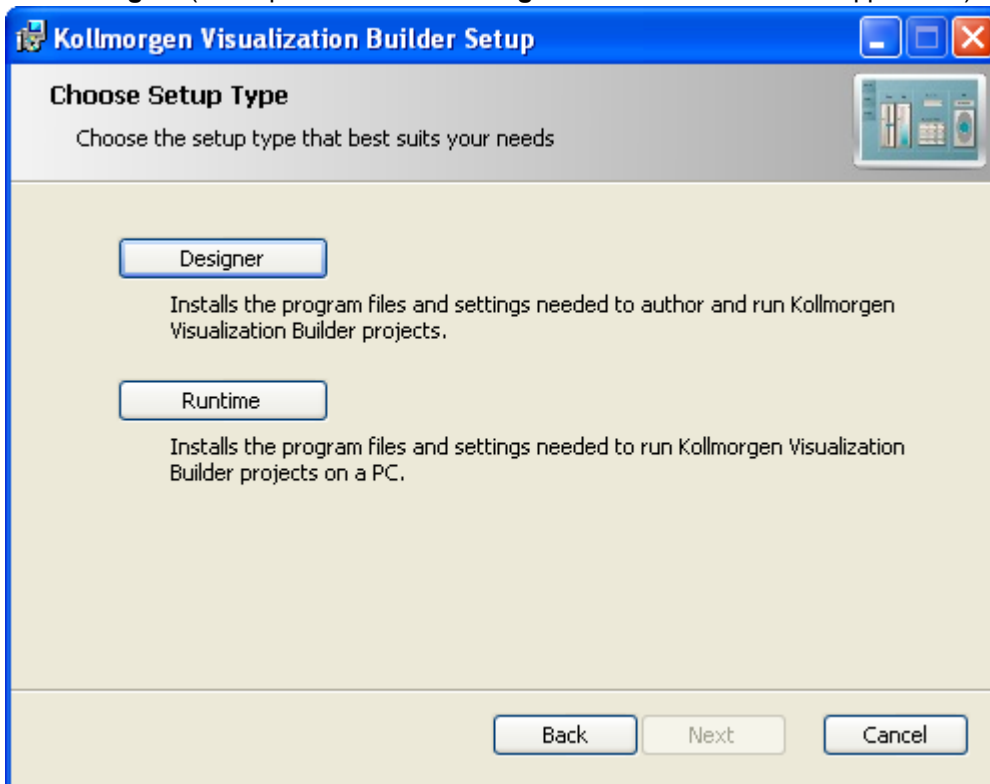 Kollmorgen Visualization Builder Setup
Choose Setup Type
Choose the setup type that best suits your needs
Designer
Installs the program files and settings needed to author and run Kollmorgen
Visualization Builder projects.
Runtime
Installs the program files and settings needed to run Kollmorgen Visualization
Builder projects on a PC.
Back Next Cancel